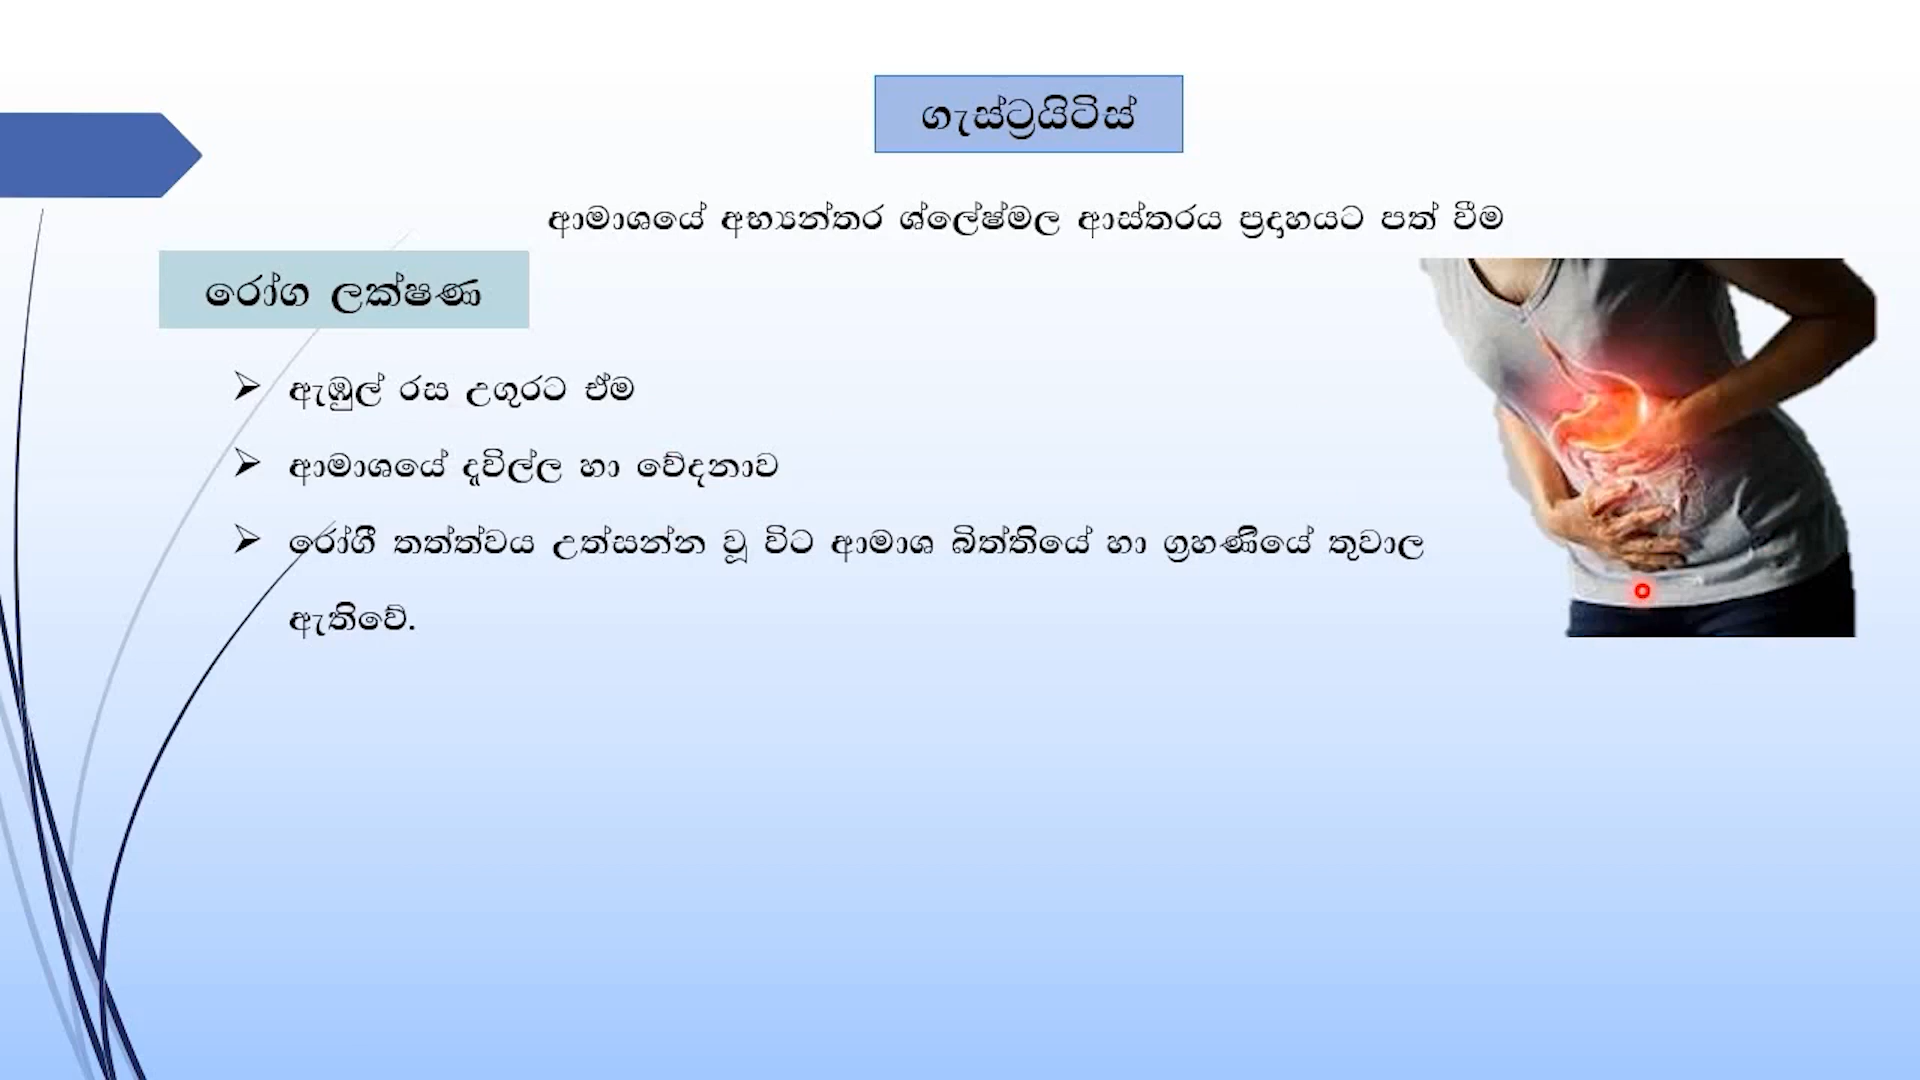 ගැස්ට්‍රයිටිස්
ආමාශයේ අභ්‍යන්තර ශ්ලේෂ්මල ආස්තරය ප්‍රදාහයට පත් වීම
රෝග ලක්ෂණ
➢ ඇඹුල් රස උගුරට ඒම
➢ ආමාශයේ දැවිල්ල හා වේදනාව
➢ රෝගී තත්ත්වය උත්සන්න වූ විට ආමාශ බිත්තියේ හා ග්‍රහණියේ තුවාල
ඇතිවේ.